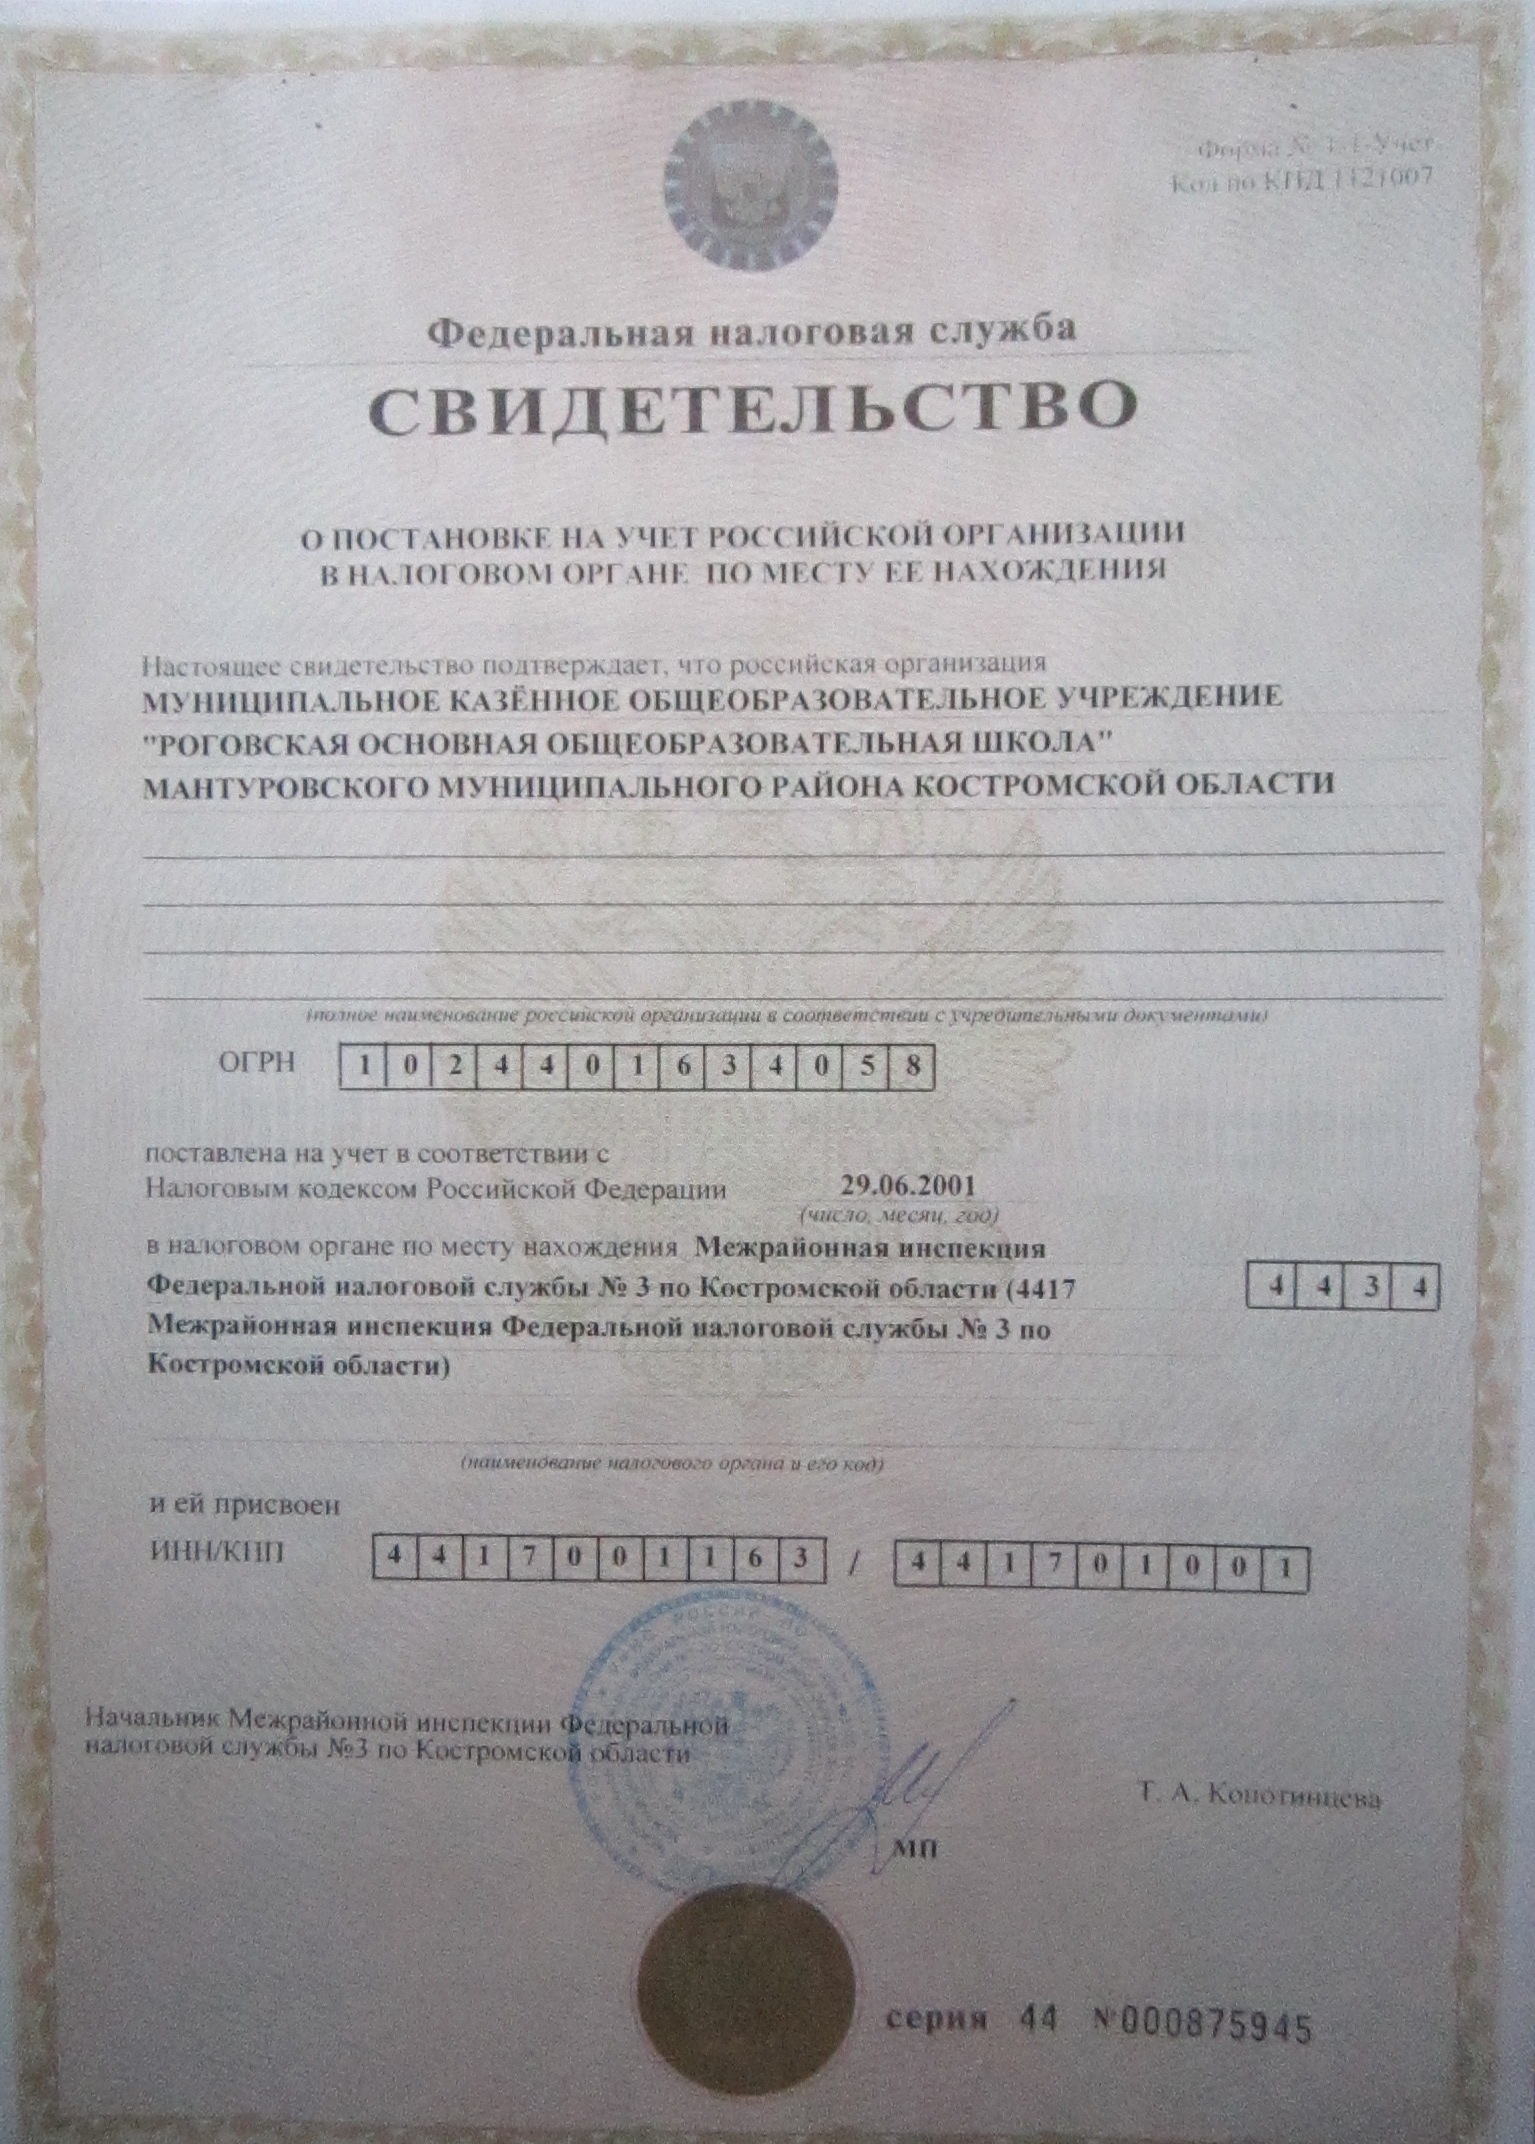 Форма № 1-1-Учет
Код по КНД 1121007
Федеральная налоговая служба
СВИДЕТЕЛЬСТВО
О ПОСТАНОВКЕ НА УЧЕТ РОССИЙСКОЙ ОРГАНИЗАЦИИ
В НАЛОГОВОМ ОРГАНЕ ПО МЕСТУ ЕЕ НАХОЖДЕНИЯ
Настоящее свидетельство подтверждает, что российская организация
МУНИЦИПАЛЬНОЕ КАЗЁННОЕ ОБЩЕОБРАЗОВАТЕЛЬНОЕ УЧРЕЖДЕНИЕ
"РОГОВСКАЯ ОСНОВНАЯ ОБЩЕОБРАЗОВАТЕЛЬНАЯ ШКОЛА"
МАНТУРОВСКОГО МУНИЦИПАЛЬНОГО РАЙОНА КОСТРОМСКОЙ ОБЛАСТИ
(полное наименование российской организации в соответствии с учредительными документами)
ОГРН 1 0 2 4 4 0 1 6 3 4 0 5 8
поставлена на учет в соответствии с
Налоговым кодексом Российской Федерации 29.06.2001
(число, месяц, год)
в налоговом органе по месту нахождения Межрайонная инспекция
Федеральной налоговой службы № 3 по Костромской области (4417 4 4 3 4
Межрайонная инспекция Федеральной налоговой службы № 3 по
Костромской области)
(наименование налогового органа и его код)
и ей присвоен
ИНН/КПП 4 4 1 7 0 0 1 1 6 3 / 4 4 1 7 0 1 0 0 1
Начальник Межрайонной инспекции Федеральной
налоговой службы №3 по Костромской области
Т. А. Конотинцева
МП
серия 44 №000875945